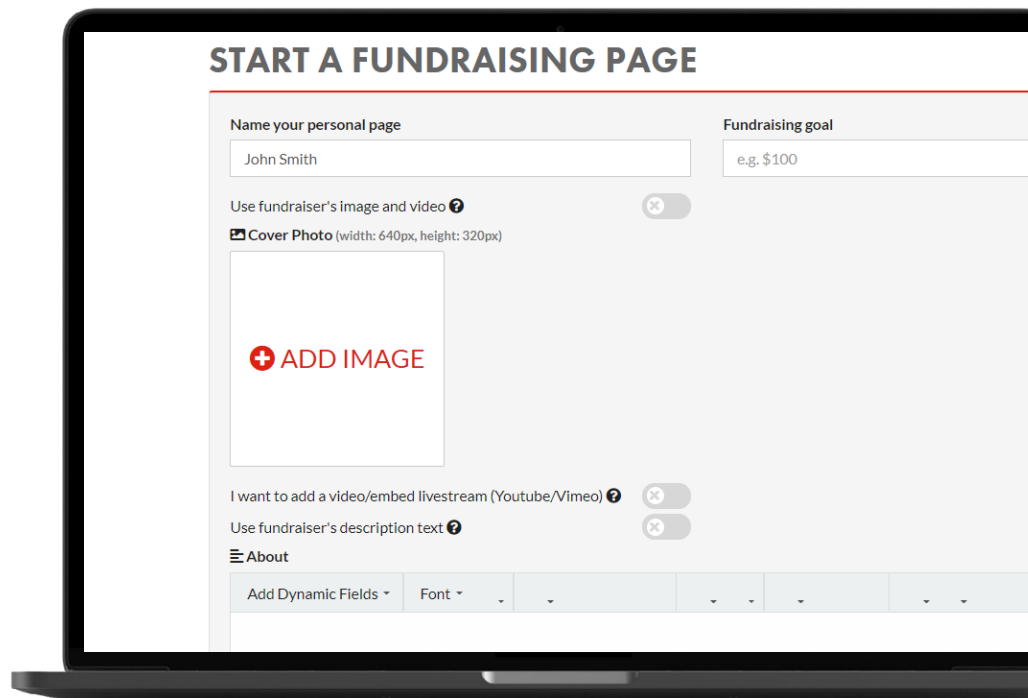 START A FUNDRAISING PAGE
Name your personal page
Fundraising goal
John Smith
e.g. $100
Use fundraiser's image and video
Cover Photo (width: 640px, height: 320px)
ADD IMAGE
I want to add a video/embed livestream (Youtube/Vimeo)
Use fundraiser's description text
About
Add Dynamic Fields
Font